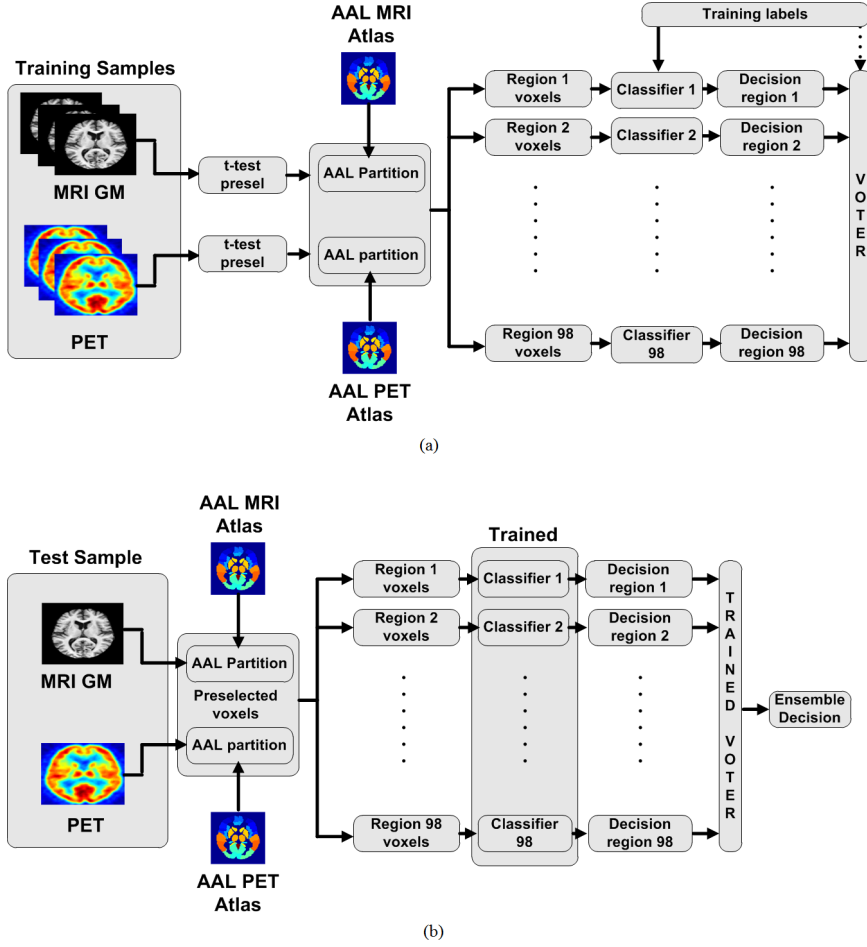 AAL MRI
Atlas
Training labels
Training Samples
Region 1
voxels
Classifier 1
Decision
region 1
Region 2
voxels
Classifier 2
Decision
region 2
t-test
presel
AAL Partition
MRI GM
VOTER
t-test
presel
AAL partition
PET
Region 98
voxels
Classifier
98
Decision
region 98
AAL PET
Atlas
(a)
AAL MRI
Atlas
Trained
Test Sample
Region 1
voxels
Classifier 1
Decision
region 1
Region 2
voxels
Classifier 2
Decision
region 2
AAL Partition
MRI GM
Preselected
voxels
TRAINED VOTER
Ensemble
Decision
AAL partition
PET
Region 98
voxels
Classifier
98
Decision
region 98
AAL PET
Atlas
(b)